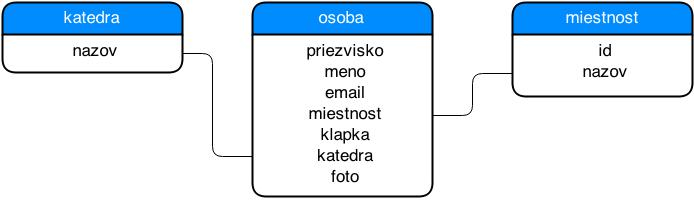 katedra
nazov
osoba
priezvisko
meno
email
miestnost
klapka
katedra
foto
miestnost
id
nazov